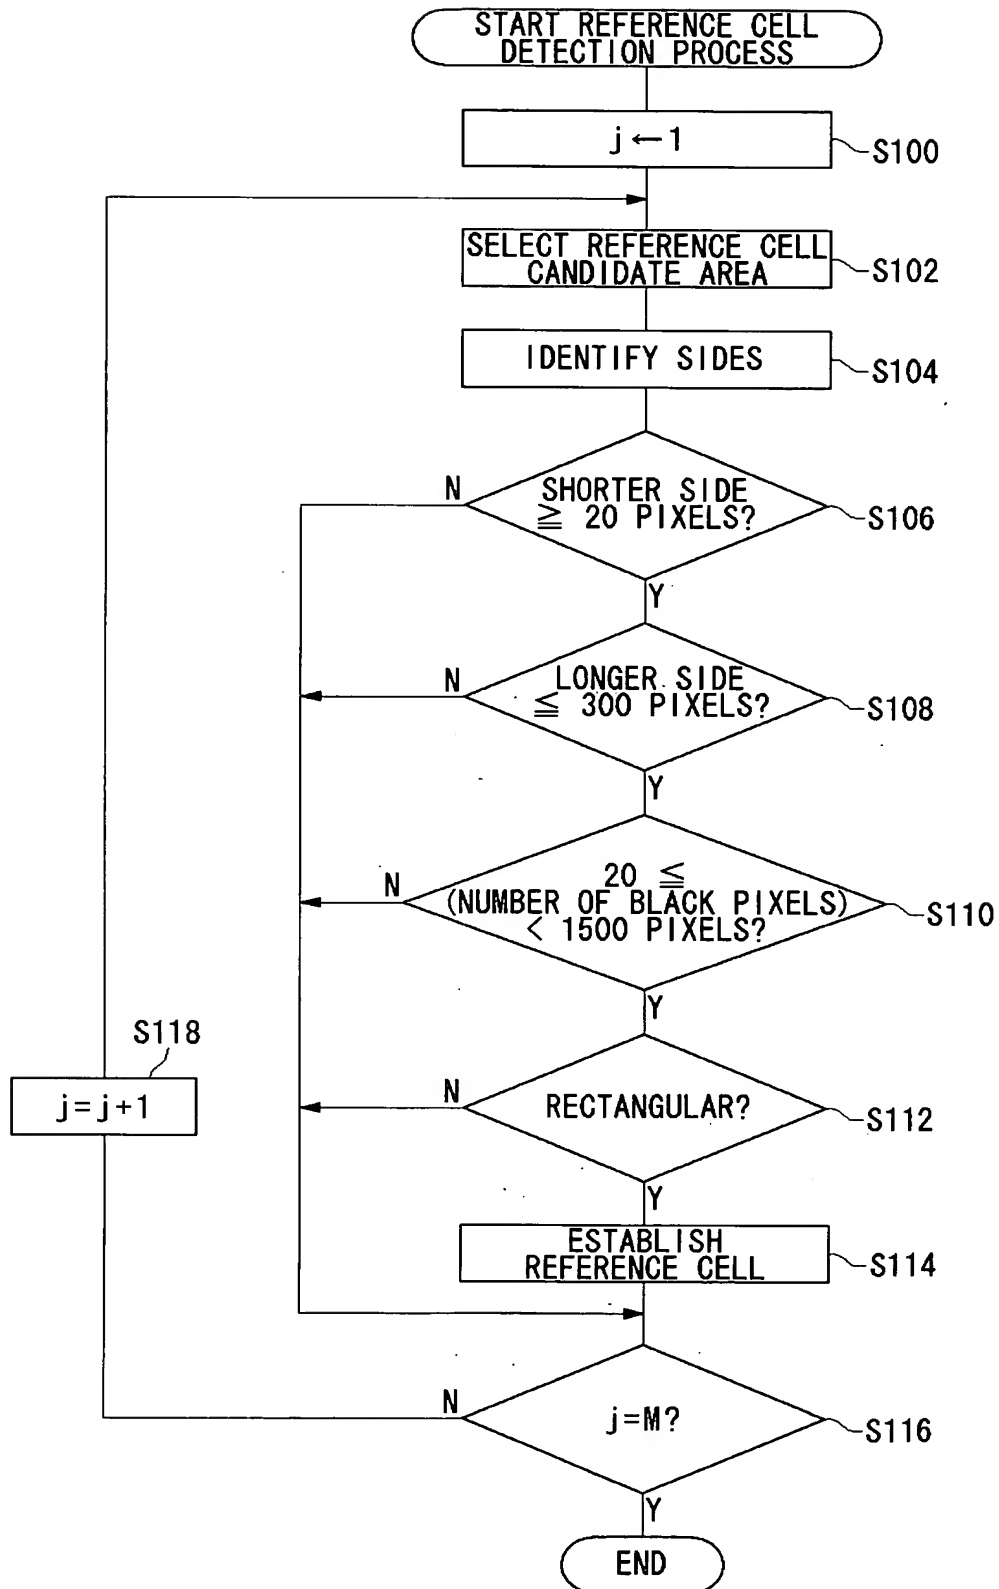 START REFERENCE CELL
DETECTION PROCESS
j ← 1
S100
SELECT REFERENCE CELL
CANDIDATE AREA
S102
IDENTIFY SIDES
S104
N
SHORTER SIDE
≧ 20 PIXELS?
S106
Y
N
LONGER SIDE
≦ 300 PIXELS?
S108
Y
N
20 ≦
(NUMBER OF BLACK PIXELS)
< 1500 PIXELS?
S110
Y
S118
j=j+1
N
RECTANGULAR?
S112
Y
ESTABLISH
REFERENCE CELL
S114
N
j=M?
S116
Y
END